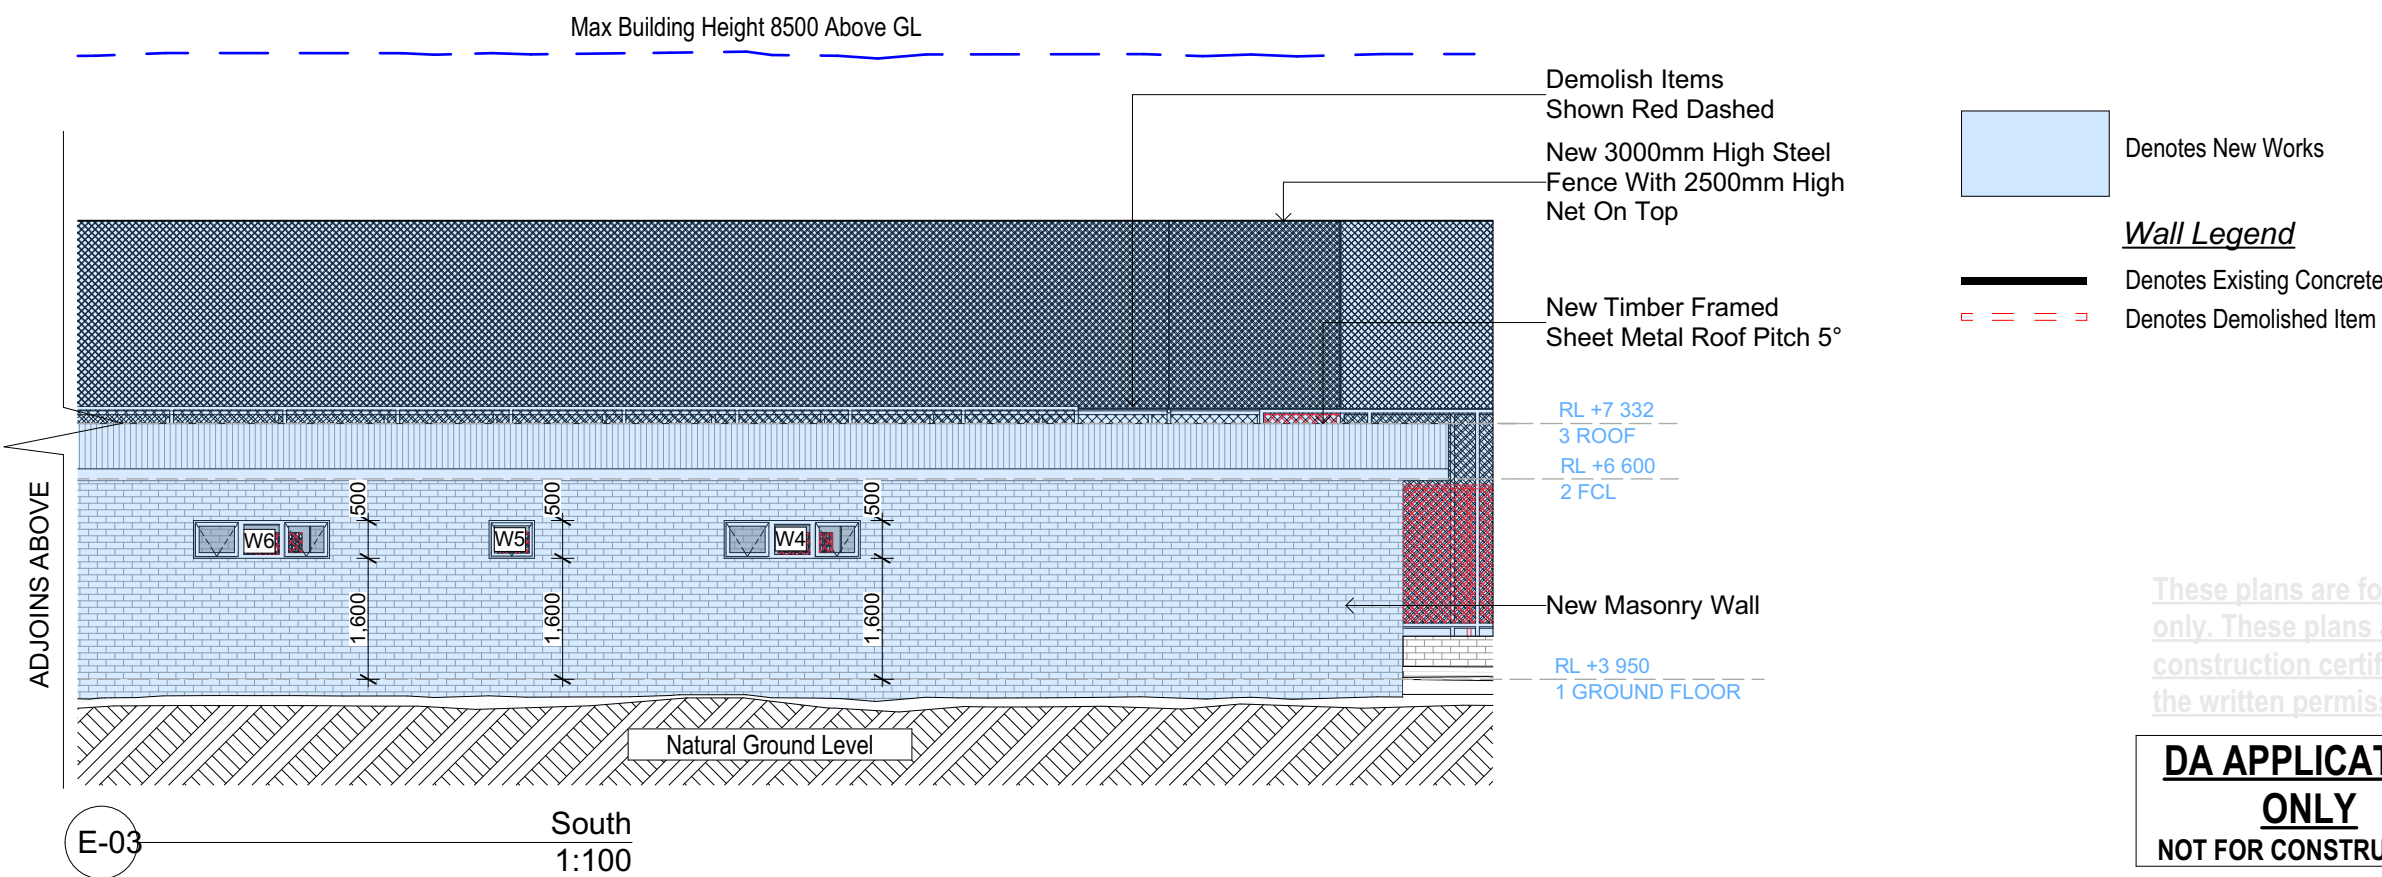 Max Building Height 8500 Above GL
Demolish Items
Shown Red Dashed
New 3000mm High Steel
Fence With 2500mm High
Net On Top
New Timber Framed
Sheet Metal Roof Pitch 5°
RL +7 332
3 ROOF
RL +6 600
2 FCL
New Masonry Wall
RL +3 950
1 GROUND FLOOR
ADJOINS ABOVE
W6
500
1,600
W5
500
1,600
W4
500
1,600
Natural Ground Level
E-03
South
1:100
Denotes New Works
Wall Legend
Denotes Existing Concrete
Denotes Demolished Item
These plans are fo
only. These plans a
construction certif
the written permiss
DA APPLICAT
ONLY
NOT FOR CONSTRU